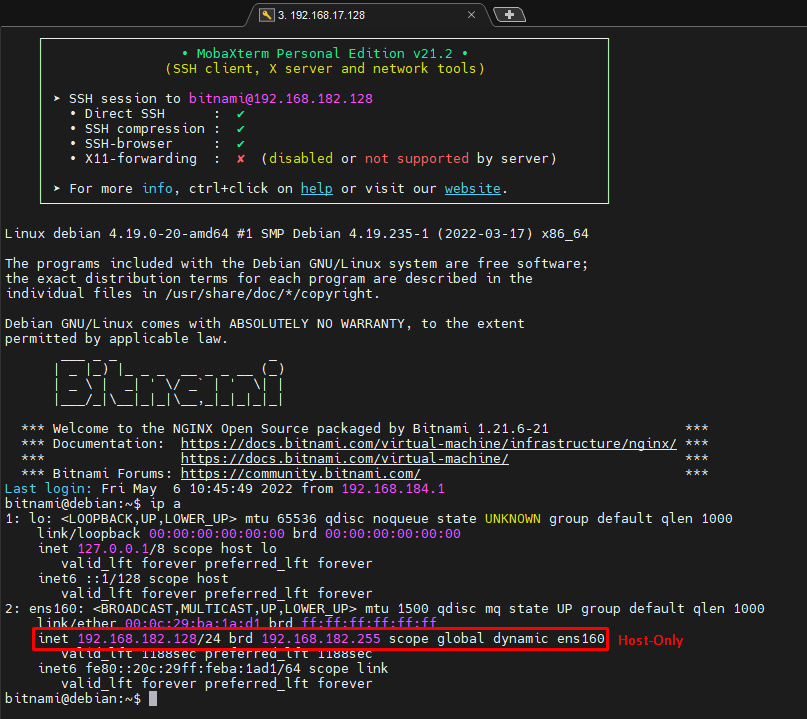 3. 192.168.17.128
• MobaXterm Personal Edition v21.2 •
(SSH client, X server and network tools)
➤ SSH session to bitnami@192.168.182.128
• Direct SSH : ✔
• SSH compression : ✔
• SSH-browser : ✔
• X11-forwarding : ✘ (disabled or not supported by server)
➤ For more info, ctrl+click on help or visit our website.
Linux debian 4.19.0-20-amd64 #1 SMP Debian 4.19.235-1 (2022-03-17) x86_64
The programs included with the Debian GNU/Linux system are free software;
the exact distribution terms for each program are described in the
individual files in /usr/share/doc/*/copyright.
Debian GNU/Linux comes with ABSOLUTELY NO WARRANTY, to the extent
permitted by applicable law.
Bitnami
*** Welcome to the NGINX Open Source packaged by Bitnami 1.21.6-21 ***
*** Documentation: https://docs.bitnami.com/virtual-machine/infrastructure/nginx/ ***
*** https://docs.bitnami.com/virtual-machine/ ***
*** Bitnami Forums: https://community.bitnami.com/ ***
Last login: Fri May 6 10:45:49 2022 from 192.168.184.1
bitnami@debian:~$ ip a
1: lo: <LOOPBACK,UP,LOWER_UP> mtu 65536 qdisc noqueue state UNKNOWN group default qlen 1000
link/loopback 00:00:00:00:00:00 brd 00:00:00:00:00:00
inet 127.0.0.1/8 scope host lo
valid_lft forever preferred_lft forever
inet6 ::1/128 scope host
valid_lft forever preferred_lft forever
2: ens160: <BROADCAST,MULTICAST,UP,LOWER_UP> mtu 1500 qdisc mq state UP group default qlen 1000
link/ether 00:0c:29:ba:1a:d1 brd ff:ff:ff:ff:ff:ff
inet 192.168.182.128/24 brd 192.168.182.255 scope global dynamic ens160 Host-Only
valid_lft 1188sec preferred_lft 1188sec
inet6 fe80::20c:29ff:feba:1ad1/64 scope link
valid_lft forever preferred_lft forever
bitnami@debian:~$